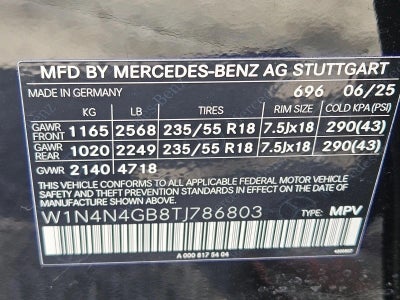 MFD BY MERCEDES-BENZ AG STUTTGART
MADE IN GERMANY 696 06/25
KG LB TIRES RIM SIZE COLD KPA (PSI)
GAWR FRONT 1165 2568 235/55 R18 7.5Jx18 290(43)
GAWR REAR 1020 2249 235/55 R18 7.5Jx18 290(43)
GVWR 2140 4718
THIS VEHICLE CONFORMS TO ALL APPLICABLE FEDERAL MOTOR
VEHICLE SAFETY STANDARDS IN EFFECT ON THE DATE OF
MANUFACTURE SHOWN ABOVE.
W1N4N4GB8TJ786803 TYPE: MPV
A 000 817 54 04